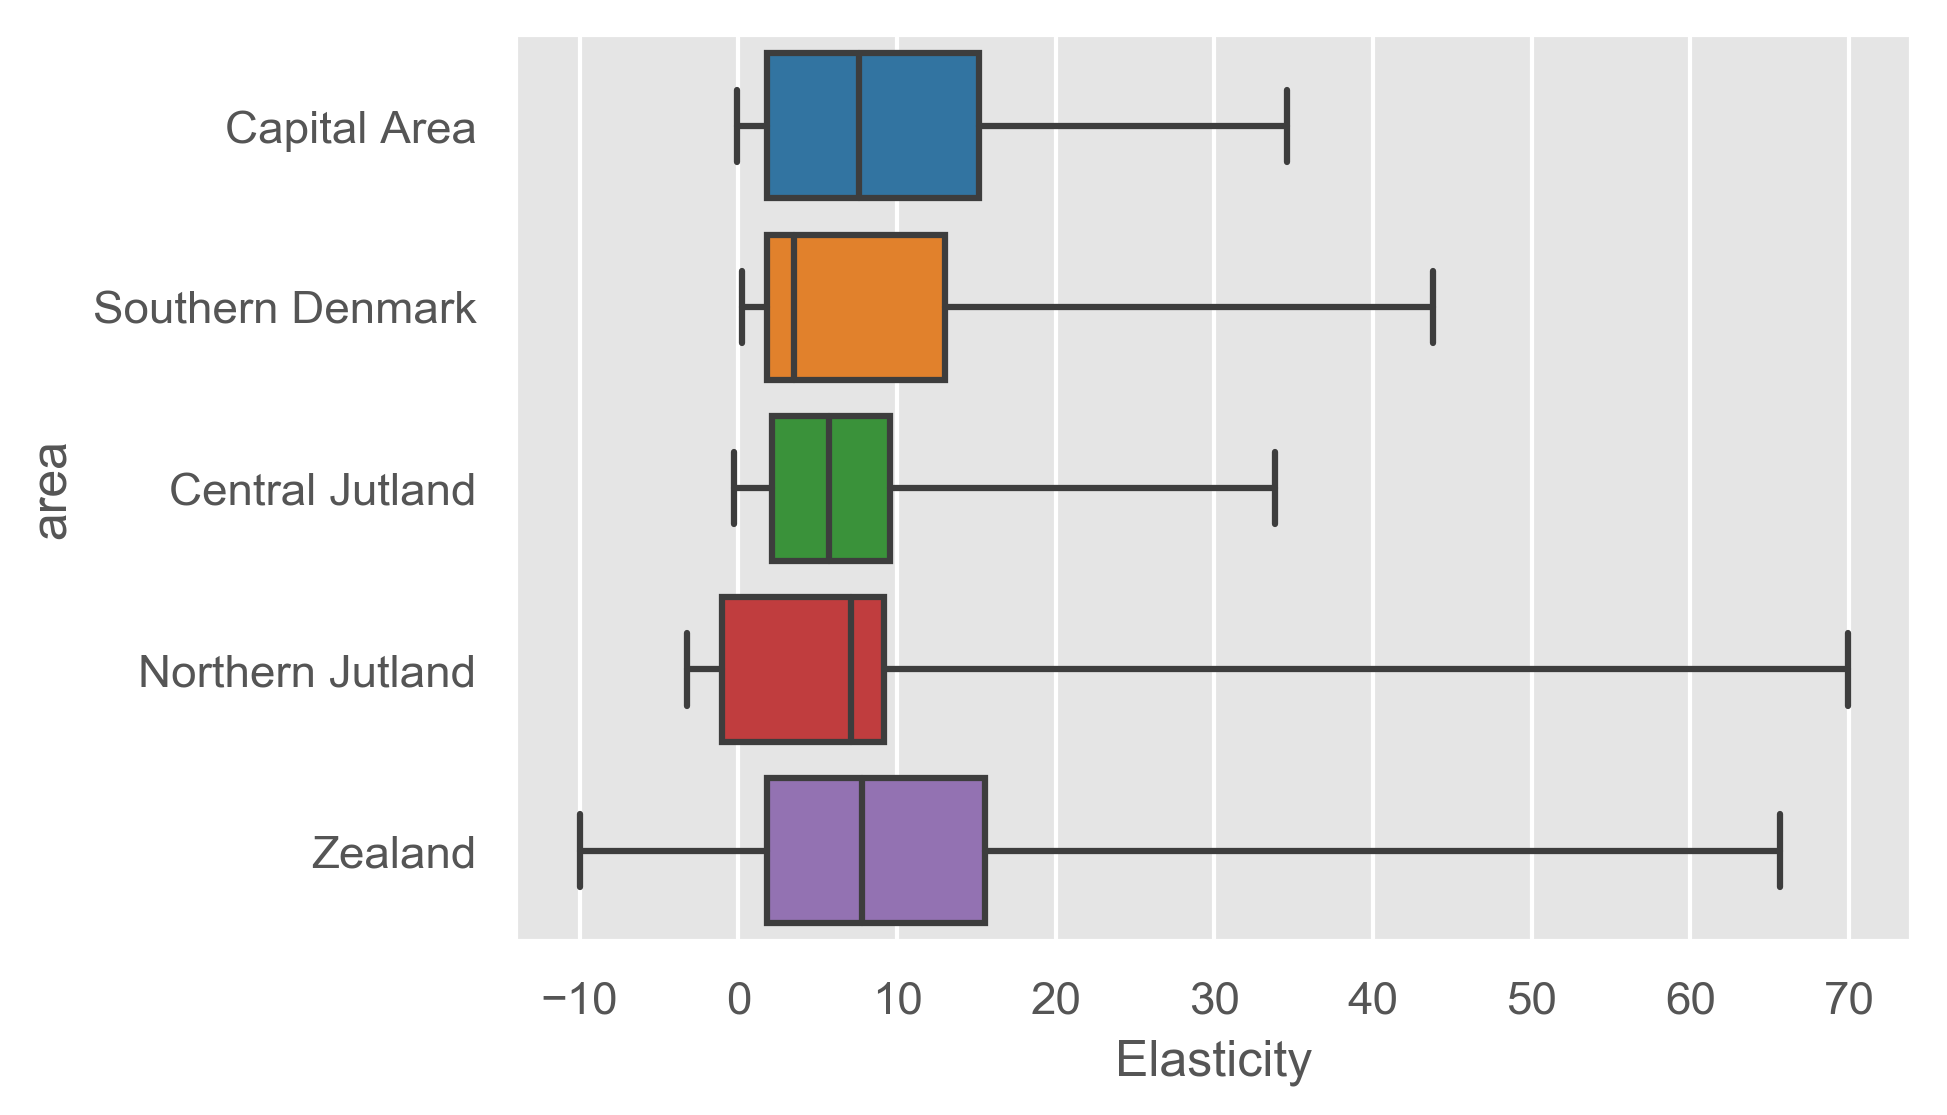 Capital Area
Southern Denmark
Central Jutland
Northern Jutland
Zealand
area
−10 0 10 20 30 40 50 60 70
Elasticity